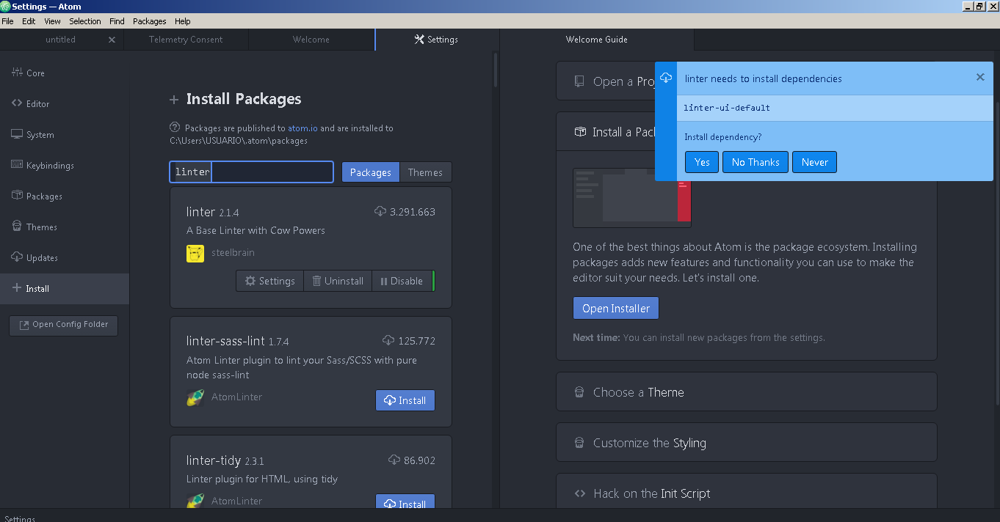 Settings — Atom
File Edit View Selection Find Packages Help
untitled
Telemetry Consent
Welcome
Settings
Welcome Guide
Core
Editor
System
Keybindings
Packages
Themes
Updates
Install
Open Config Folder
Install Packages
Packages are published to atom.io and are installed to
C:\Users\USUARIO\.atom\packages
linter
Packages
Themes
linter 2.1.4
3.291.663
A Base Linter with Cow Powers
steelbrain
Settings
Uninstall
Disable
linter-sass-lint 1.7.4
125.772
Atom Linter plugin to lint your Sass/SCSS with pure
node sass-lint
AtomLinter
Install
linter-tidy 2.3.1
86.902
Linter plugin for HTML, using tidy
AtomLinter
Install
Open a Proj
Install a Pack
One of the best things about Atom is the package ecosystem. Installing
packages adds new features and functionality you can use to make the
editor suit your needs. Let's install one.
Open Installer
Next time: You can install new packages from the settings.
Choose a Theme
Customize the Styling
Hack on the Init Script
linter needs to install dependencies
linter-ui-default
Install dependency?
Yes
No Thanks
Never
Settings